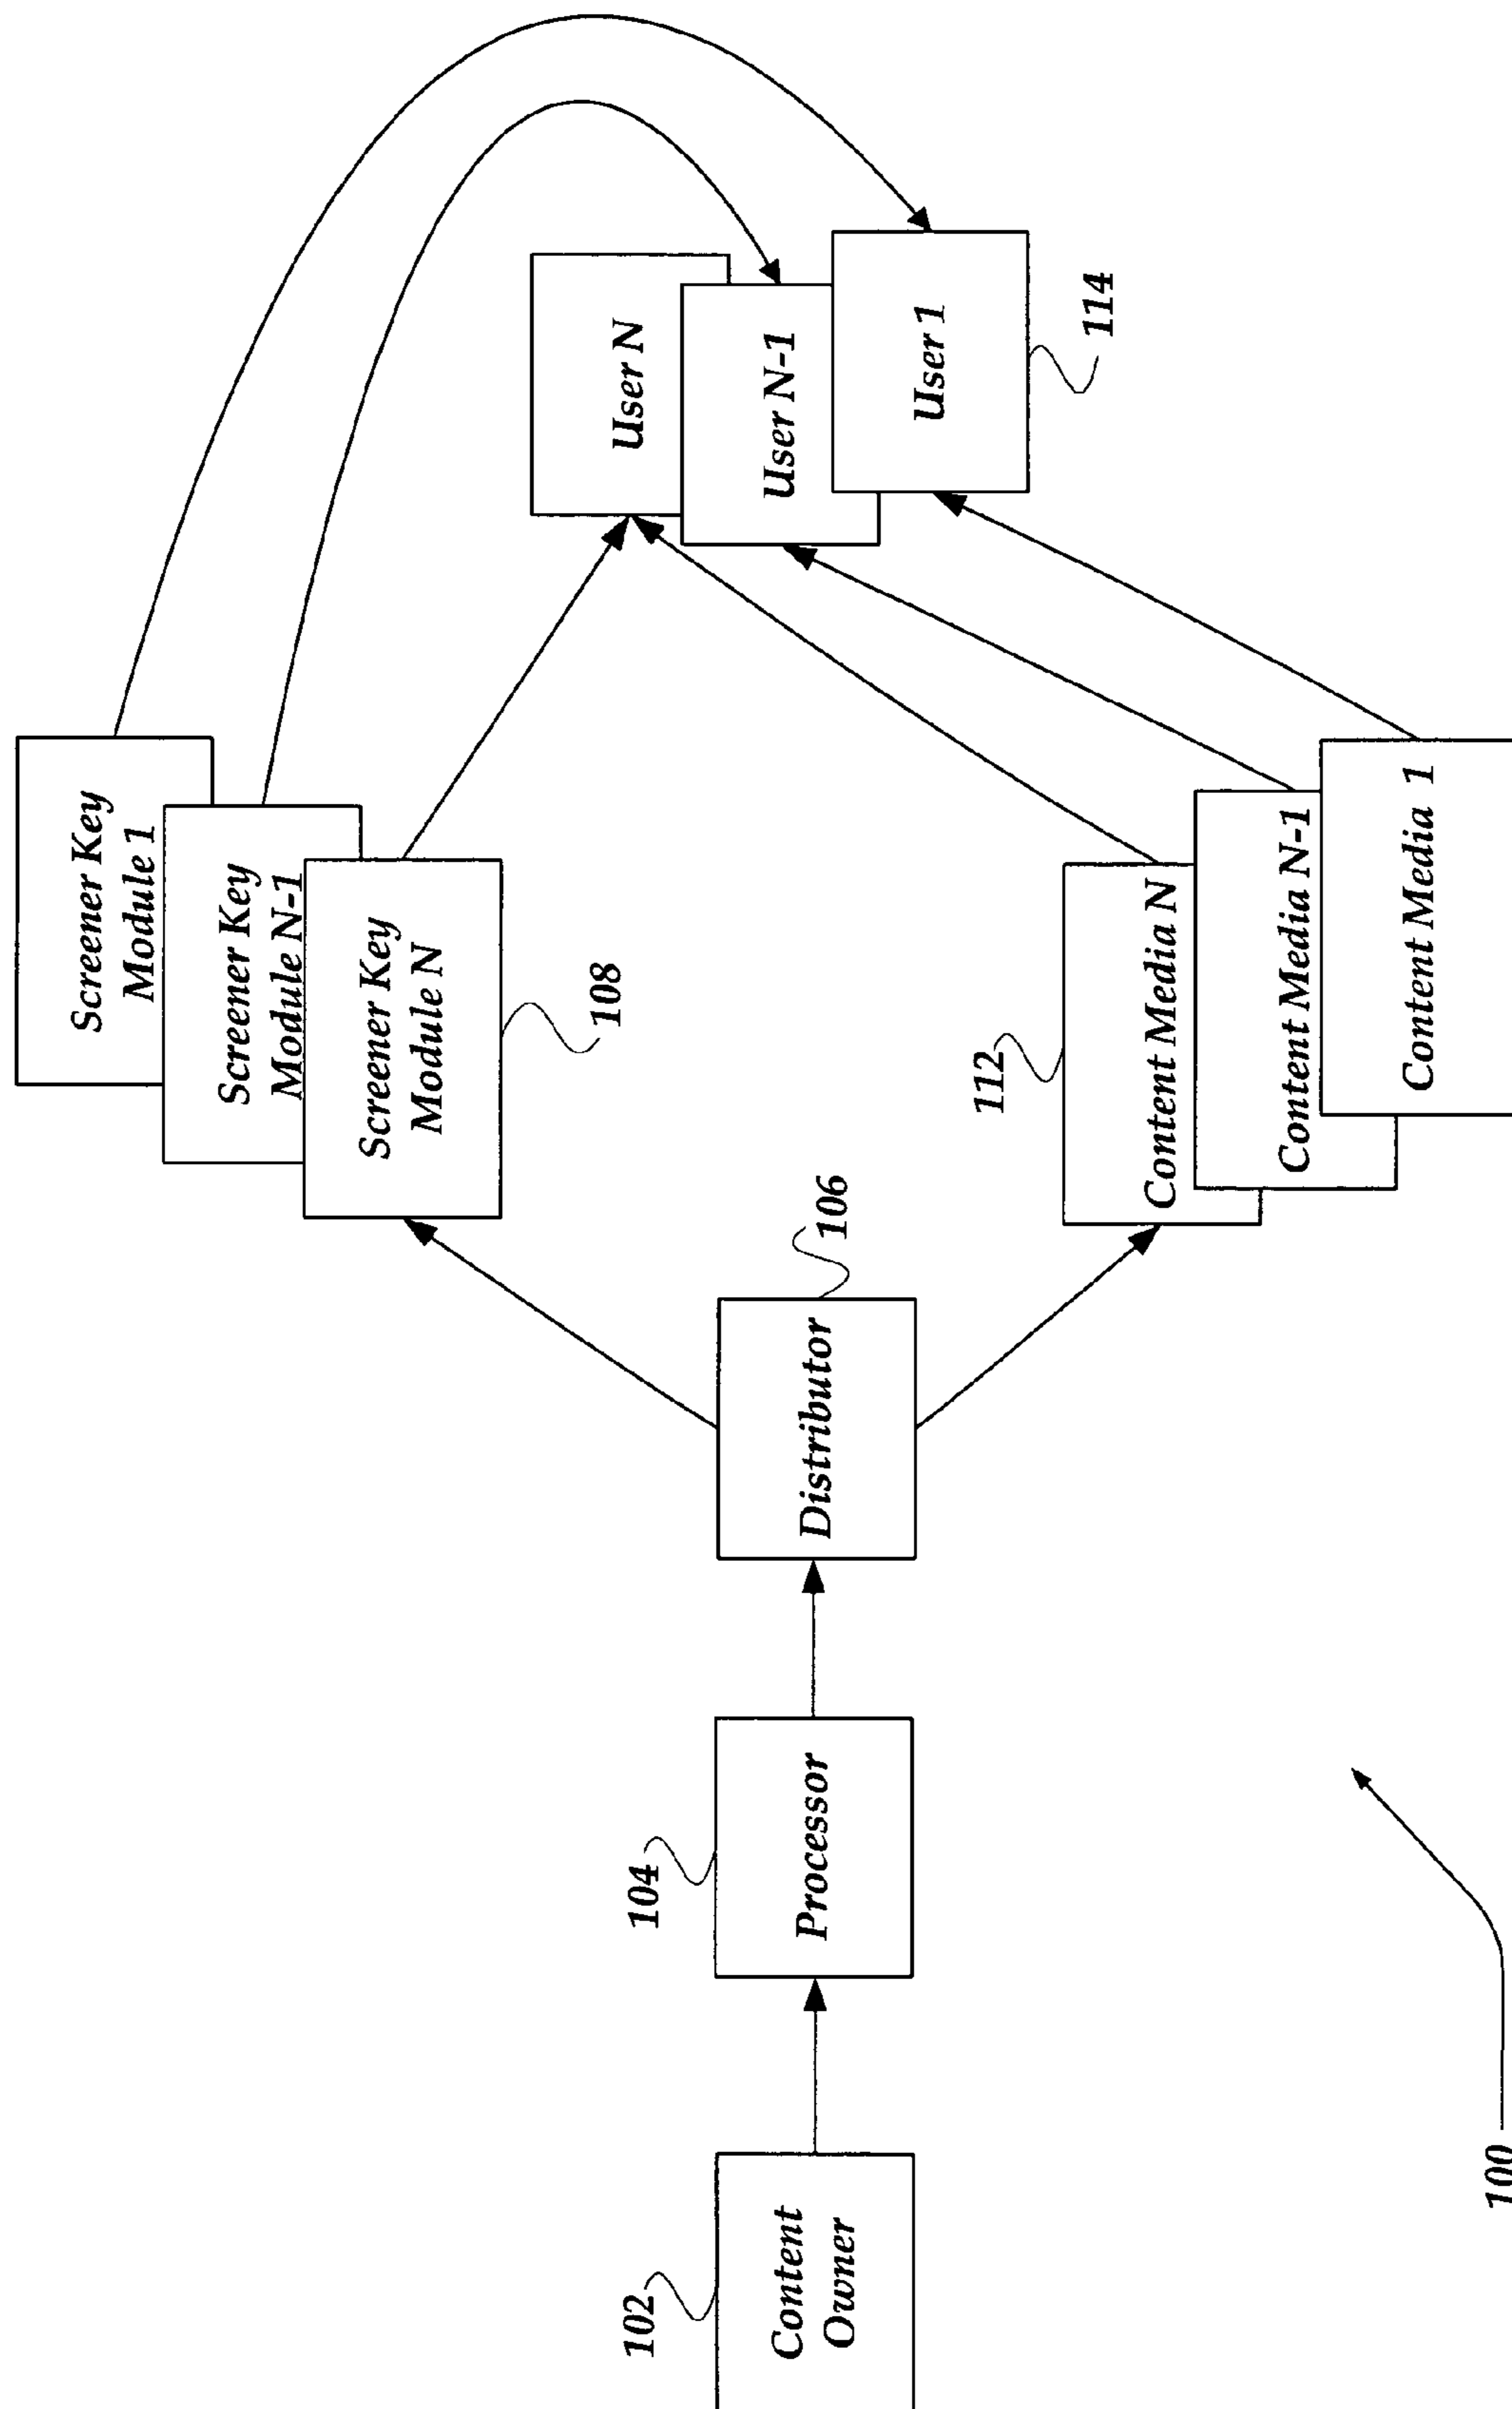 Screener Key
Module 1
Screener Key
Module N-1
Screener Key
Module N
108
User N
User N-1
User 1
114
102
Content
Owner
104
Processor
Distributor
106
112
Content Media N
Content Media N-1
Content Media 1
100